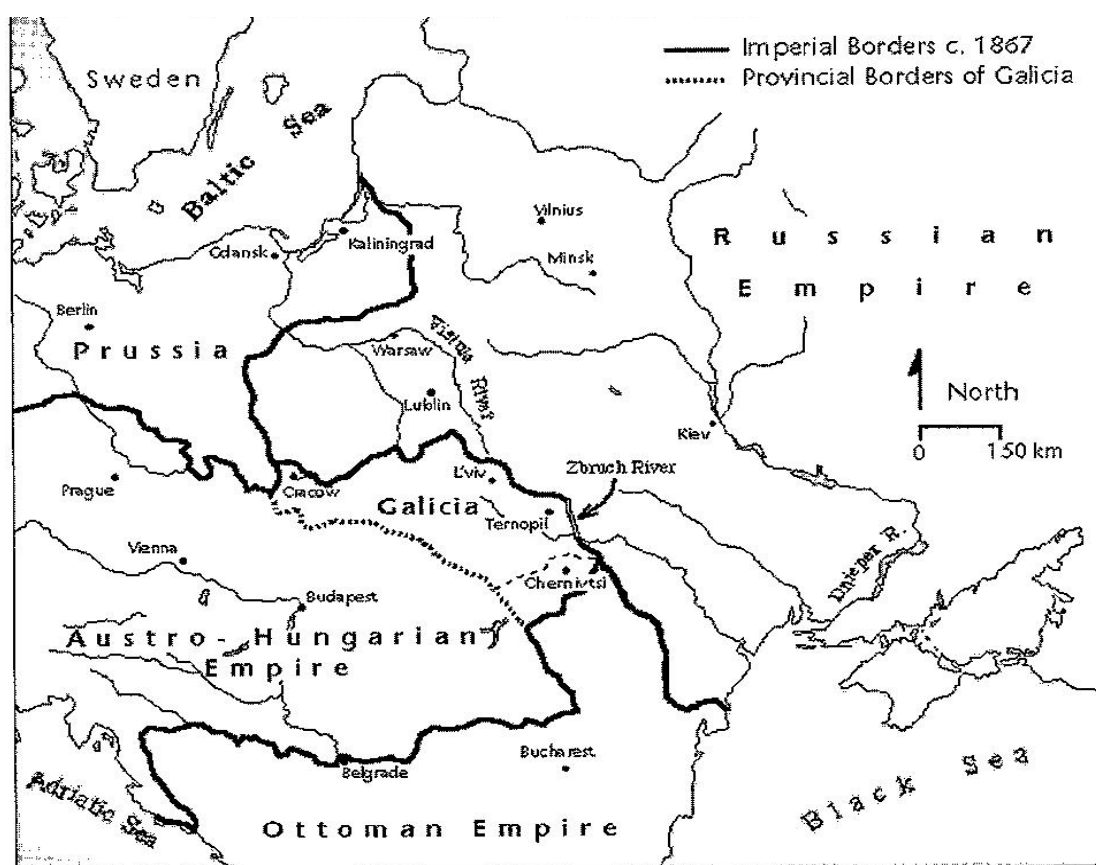 Imperial Borders c. 1867
Provincial Borders of Galicia
Sweden
Baltic Sea
Vilnius
Kaliningrad
Gdansk
Minsk
Russian
Empire
Berlin
Prussia
Warsaw
River
Lublin
North
0 150 km
Kiev
Zbruch River
L'viv
Prague
Cracow
Galicia
Ternopil
Vienna
Chernivtsi
Dnieper R.
Budapest
Austro-Hungarian
Empire
Bucharest
Belgrade
Adriatic Sea
Ottoman Empire
Black Sea